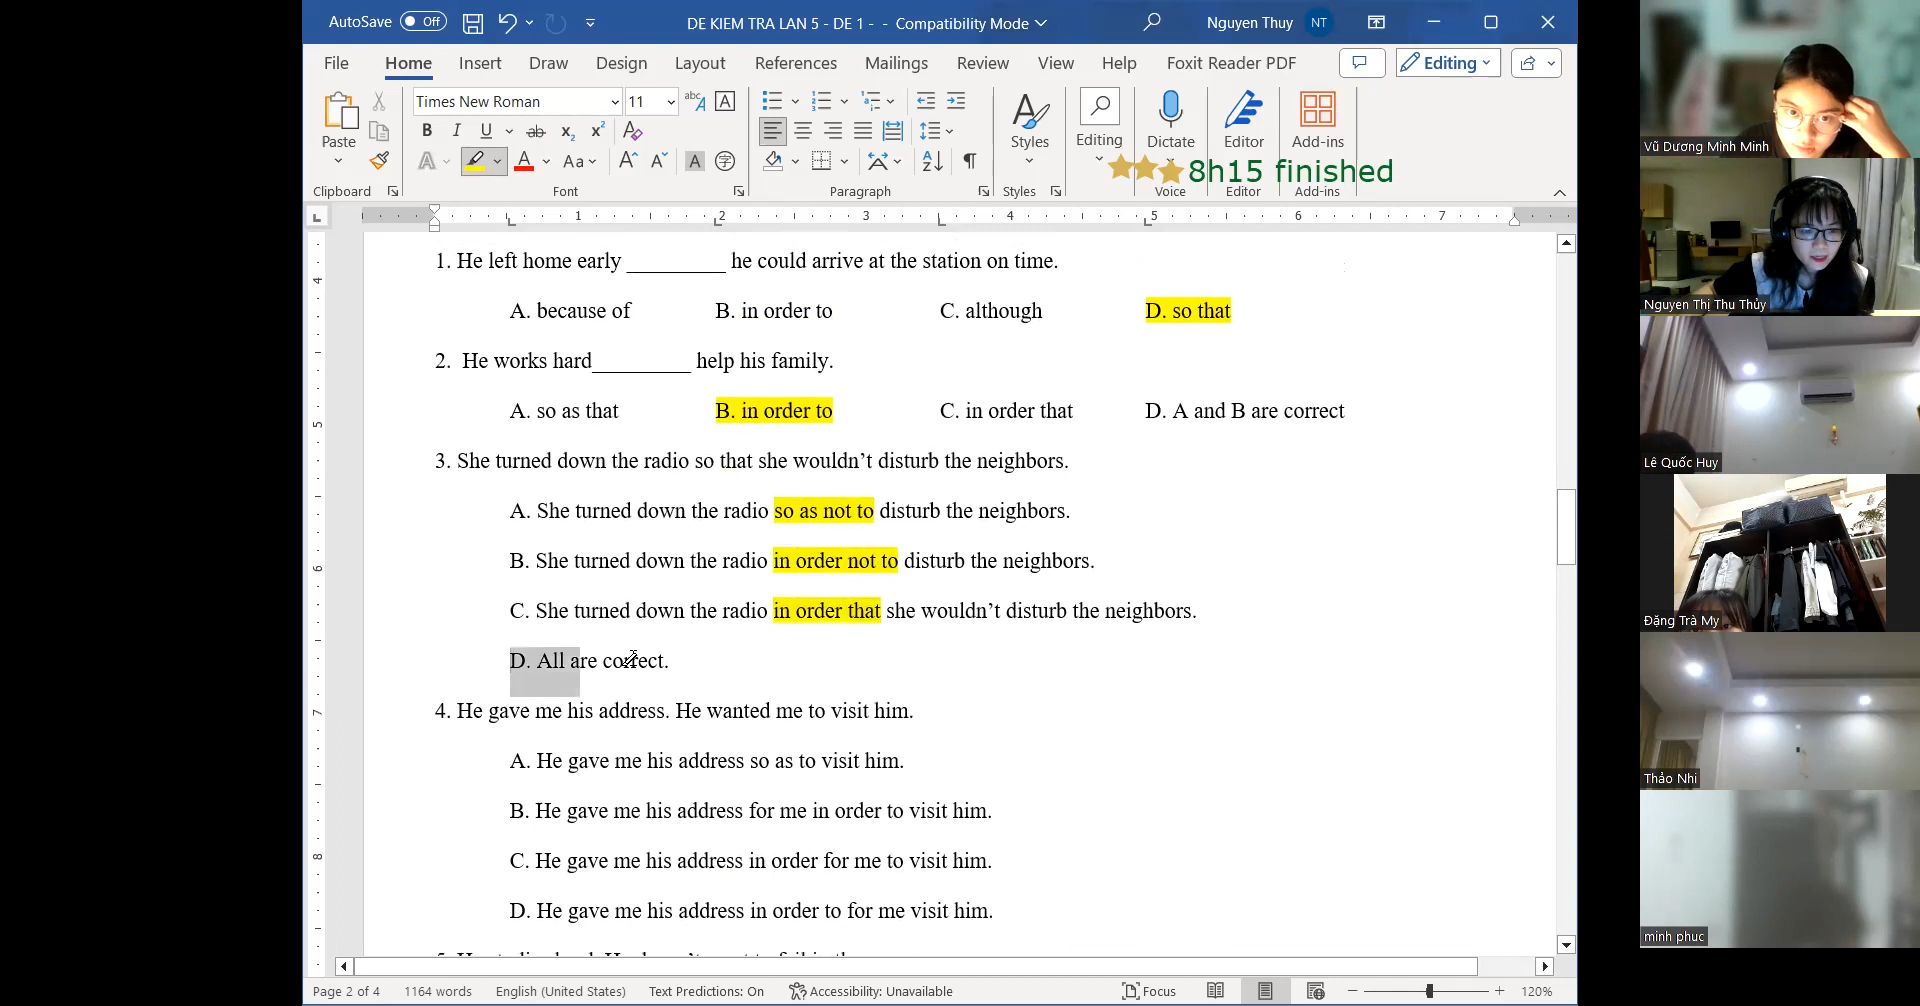 AutoSave Off
DE KIEM TRA LAN 5 - DE 1 - - Compatibility Mode
Nguyen Thuy NT
File Home Insert Draw Design Layout References Mailings Review View Help Foxit Reader PDF Editing
Times New Roman 11
Paste Styles Editing Dictate Editor Add-ins
8h15 finished
Clipboard Font Paragraph Styles Voice Editor Add-ins
1 2 3 4 5 6 7
1. He left home early _________ he could arrive at the station on time.
A. because of B. in order to C. although D. so that
2. He works hard_________ help his family.
A. so as that B. in order to C. in order that D. A and B are correct
3. She turned down the radio so that she wouldn’t disturb the neighbors.
A. She turned down the radio so as not to disturb the neighbors.
B. She turned down the radio in order not to disturb the neighbors.
C. She turned down the radio in order that she wouldn’t disturb the neighbors.
D. All are correct.
4. He gave me his address. He wanted me to visit him.
A. He gave me his address so as to visit him.
B. He gave me his address for me in order to visit him.
C. He gave me his address in order for me to visit him.
D. He gave me his address in order to for me visit him.
Page 2 of 4 1164 words English (United States) Text Predictions: On Accessibility: Unavailable Focus 120%
Vũ Dương Minh Minh
Nguyen Thị Thu Thủy
Lê Quốc Huy
Đặng Trà My
Thảo Nhi
minh phuc